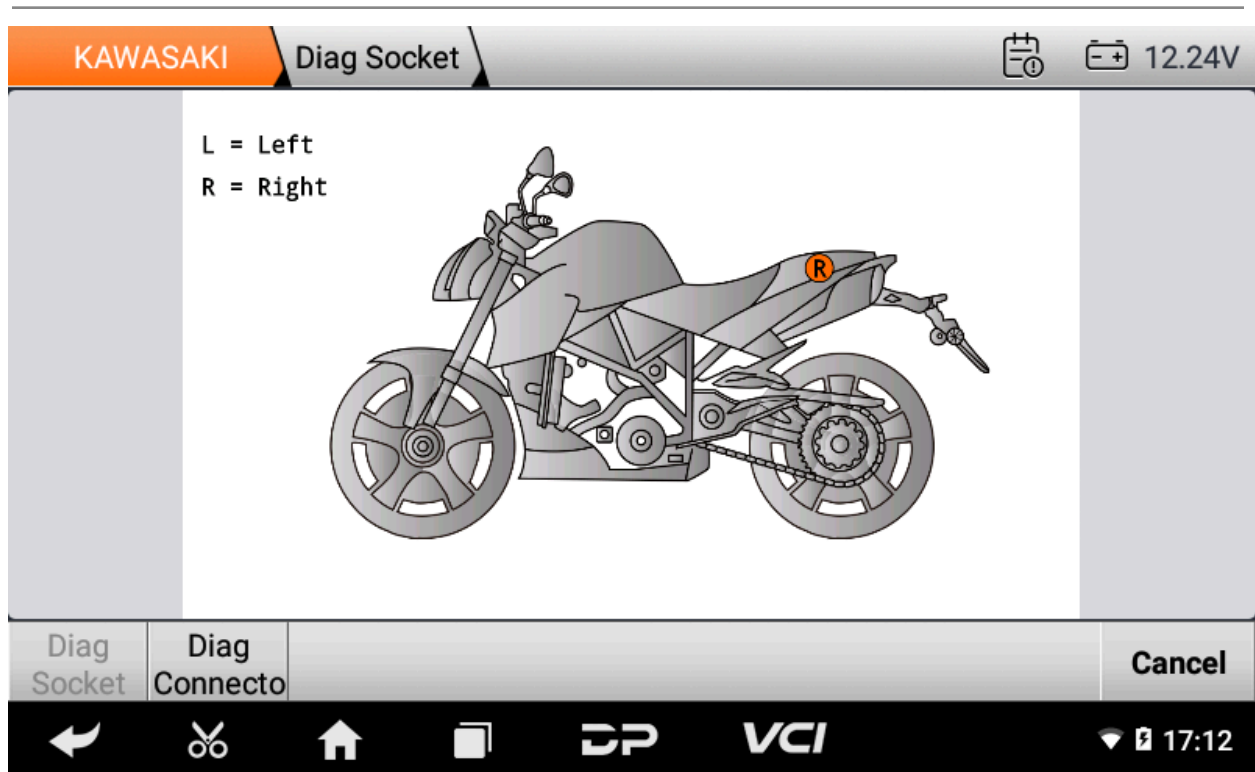 KAWASAKI
Diag Socket
12.24V
L = Left
R = Right
R
Diag
Socket
Diag
Connecto
Cancel
DP
VCI
17:12